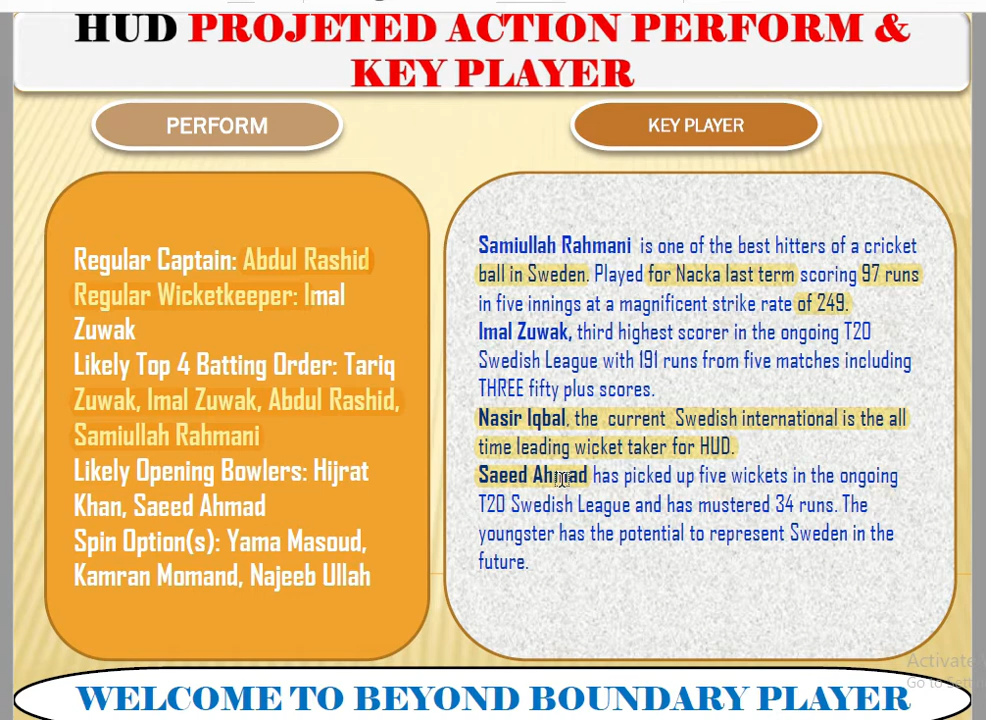 HUD PROJETED ACTION PERFORM &
KEY PLAYER
PERFORM
Regular Captain: Abdul Rashid
Regular Wicketkeeper: Imal
Zuwak
Likely Top 4 Batting Order: Tariq
Zuwak, Imal Zuwak, Abdul Rashid,
Samiullah Rahmani
Likely Opening Bowlers: Hijrat
Khan, Saeed Ahmad
Spin Option(s): Yama Masoud,
Kamran Momand, Najeeb Ullah
KEY PLAYER
Samiullah Rahmani is one of the best hitters of a cricket
ball in Sweden. Played for Nacka last term scoring 97 runs
in five innings at a magnificent strike rate of 249.
Imal Zuwak, third highest scorer in the ongoing T20
Swedish League with 191 runs from five matches including
THREE fifty plus scores.
Nasir Iqbal, the current Swedish international is the all
time leading wicket taker for HUD.
Saeed Ahmad has picked up five wickets in the ongoing
T20 Swedish League and has mustered 34 runs. The
youngster has the potential to represent Sweden in the
future.
Activate
Go to Sett
WELCOME TO BEYOND BOUNDARY PLAYER